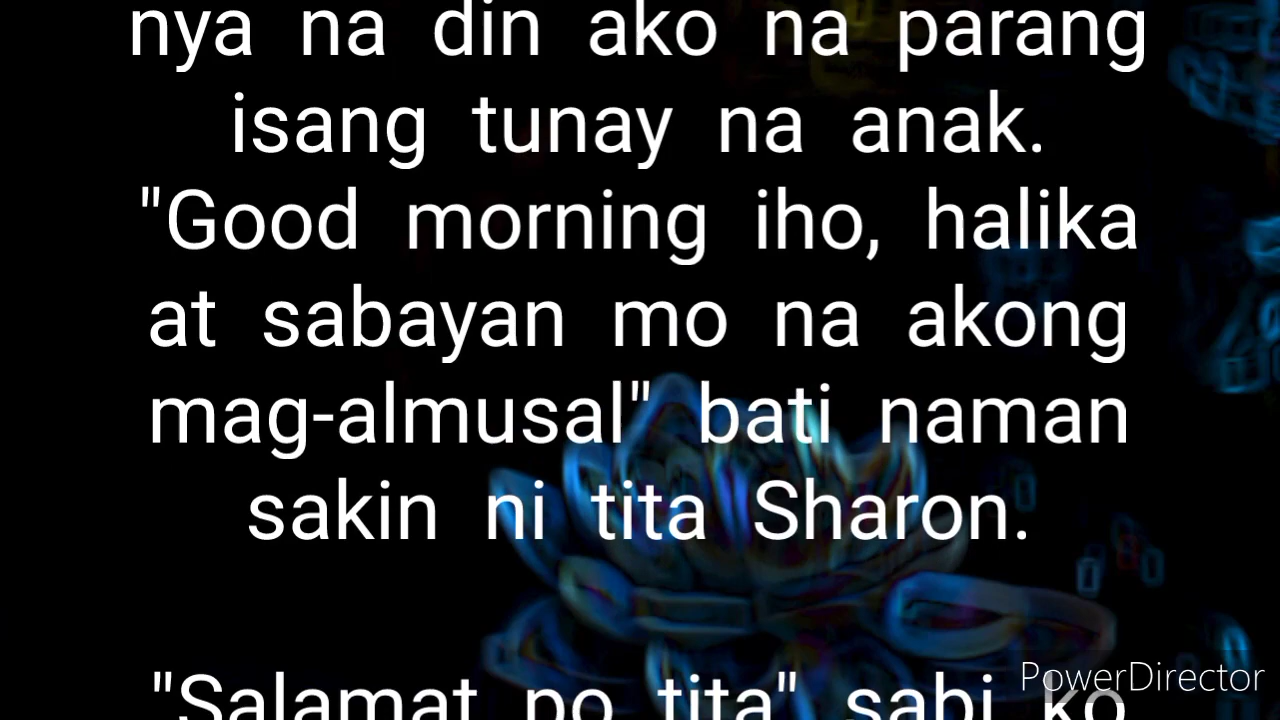 nya na din ako na parang
isang tunay na anak.
"Good morning iho, halika
at sabayan mo na akong
mag-almusal" bati naman
sakin ni tita Sharon.
"Salamat po tita" sabi ko
PowerDirector